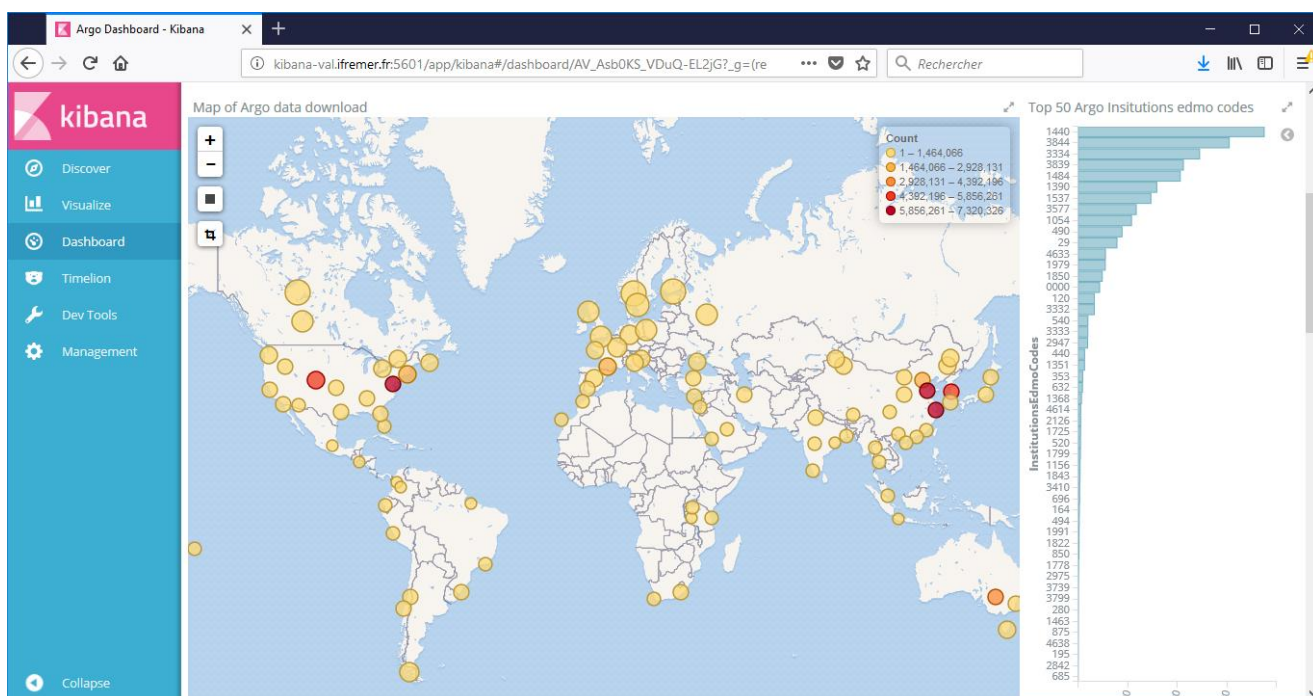 Argo Dashboard - Kibana
kibana-val.ifremer.fr:5601/app/kibana#/dashboard/AV_Asb0KS_VDuQ-EL2jG?_g=(re
Rechercher
kibana
Discover
Visualize
Dashboard
Timelion
Dev Tools
Management
Collapse
Map of Argo data download
+
−
Count
1 – 1,464,066
1,464,066 – 2,928,131
2,928,131 – 4,392,196
4,392,196 – 5,856,261
5,856,261 – 7,320,326
Top 50 Argo Insitutions edmo codes
InstitutionsEdmoCodes
1440
3844
3334
3839
1484
1390
1537
3577
1054
490
29
4633
1979
1850
0000
120
3332
540
3333
2947
440
1351
353
632
1368
4614
2126
1725
520
1799
1156
1843
3410
696
164
494
1991
1822
850
1778
2975
3739
3799
280
1463
875
4638
195
2842
685